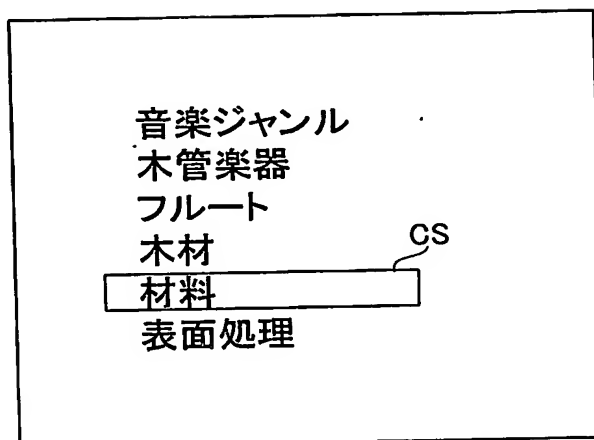 音楽ジャンル
木管楽器
フルート
木材
CS
材料
表面処理